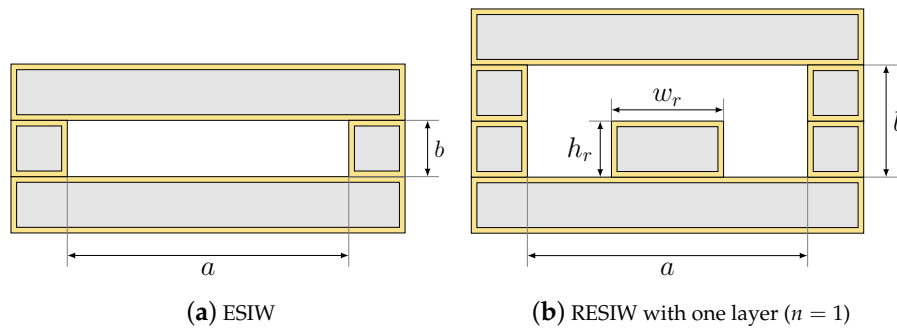 b
a
(a) ESIW
w_r
h_r
a
(b) RESIW with one layer (n = 1)